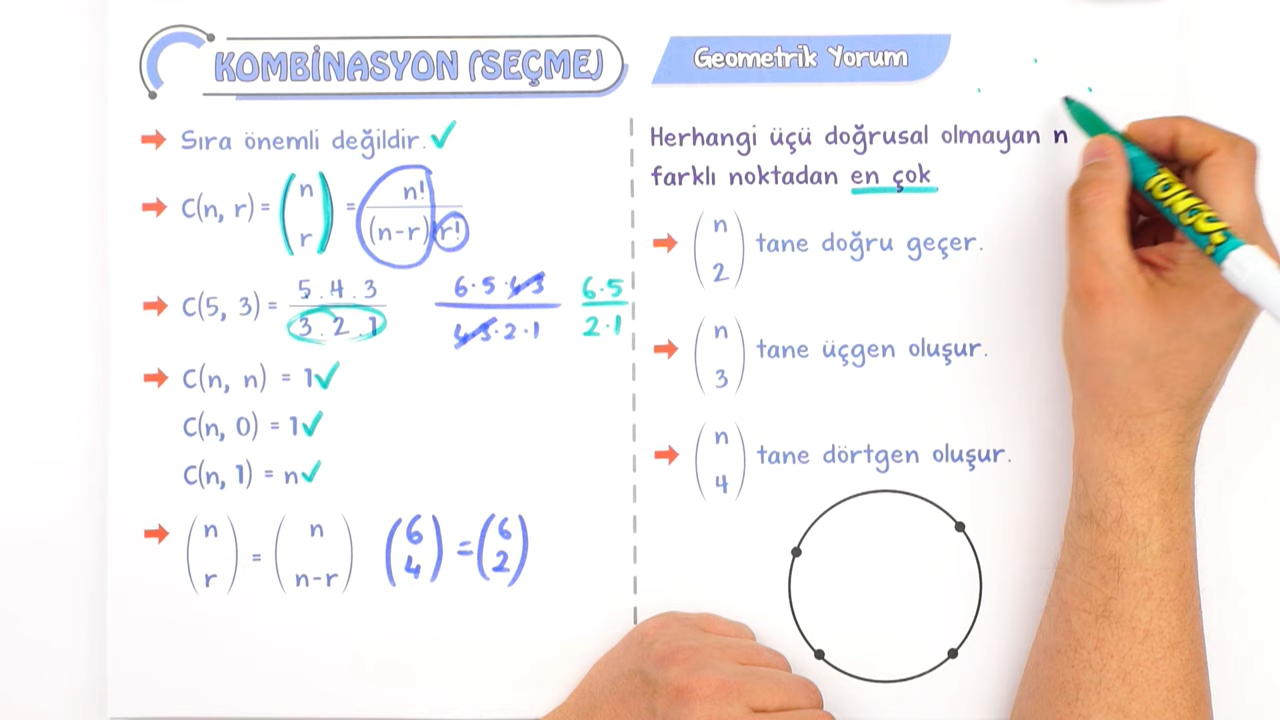 KOMBİNASYON (SEÇME)
➡ Sıra önemli değildir. ✓
➡ C(n, r) = (n r) = n! / (n-r)! r!
➡ C(5, 3) = 5 . 4 . 3 / 3 . 2 . 1
6·5·4·3 / 4·3·2·1
6·5 / 2·1
➡ C(n, n) = 1 ✓
C(n, 0) = 1 ✓
C(n, 1) = n ✓
➡ (n r) = (n n-r)
(6 4) = (6 2)
Geometrik Yorum
Herhangi üçü doğrusal olmayan n
farklı noktadan en çok
➡ (n 2) tane doğru geçer.
➡ (n 3) tane üçgen oluşur.
➡ (n 4) tane dörtgen oluşur.